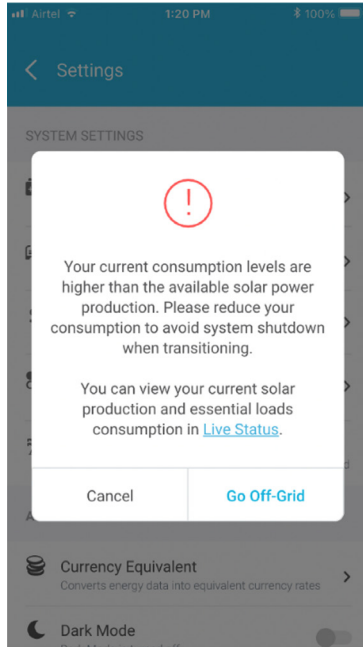 Airtel 1:20 PM 100%
Settings
SYSTEM SETTINGS
Your current consumption levels are
higher than the available solar power
production. Please reduce your
consumption to avoid system shutdown
when transitioning.
You can view your current solar
production and essential loads
consumption in Live Status.
Cancel Go Off-Grid
Currency Equivalent
Converts energy data into equivalent currency rates
Dark Mode